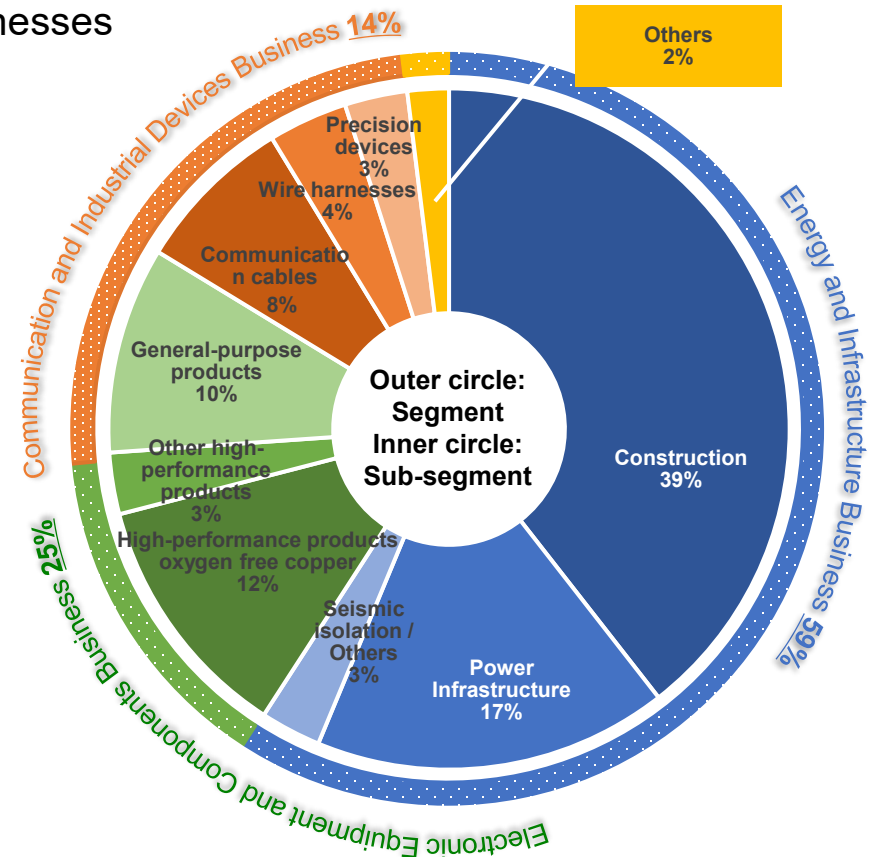 nesses
Others
2%
Communication and Industrial Devices Business 14%
Energy and Infrastructure Business 59%
Electronic Equipment and Components Business 25%
Precision
devices
3%
Wire harnesses
4%
Communicatio
n cables
8%
General-purpose
products
10%
Other high-
performance
products
3%
High-performance products
oxygen free copper
12%
Seismic
isolation /
Others
3%
Power
Infrastructure
17%
Construction
39%
Outer circle:
Segment
Inner circle:
Sub-segment